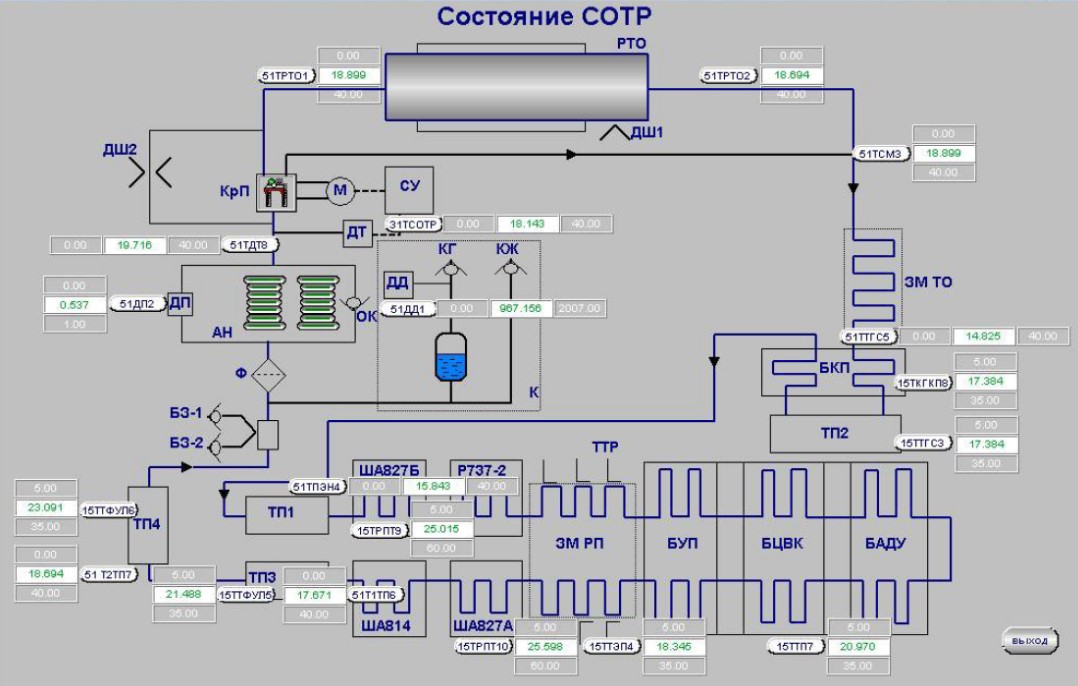 Состояние СОТР
РТО
0.00
51ТРТО1 18.899
40.00
0.00
51ТРТО2 18.694
40.00
ДШ1
ДШ2
0.00
51ТСМ3 18.899
40.00
КрП
М
СУ
ДТ
31ТСОТР 0.00 18.143 40.00
0.00 19.716 40.00 51ТДТ8
КГ
КЖ
ДД
51ДД1 0.00 967.156 2007.00
К
0.00
0.537 51ДП2 ДП
1.00
АН
ОК
ЗМ ТО
51ТТГС5 0.00 14.825 40.00
Ф
БКП
5.00
15ТКГКП8 17.384
35.00
БЗ-1
БЗ-2
ТП2
5.00
15ТТГС3 17.384
35.00
ТТР
ША827Б
Р737-2
51ТПЭН4 0.00 15.843 40.00
ТП1
5.00
15ТРПТ9 25.015
60.00
ЗМ РП
БУП
БЦВК
БАДУ
5.00
23.091 15ТТФУЛ6
35.00
ТП4
0.00
18.694 51 Т2ТП7
40.00
ТП3
5.00
21.488 15ТТФУЛ5
35.00
0.00
17.671 51Т1ТП6
40.00
ША814
ША827А
5.00
15ТРПТ10 25.598
60.00
5.00
15ТТЭП4 18.345
35.00
5.00
15ТТП7 20.970
35.00
ВЫХОД